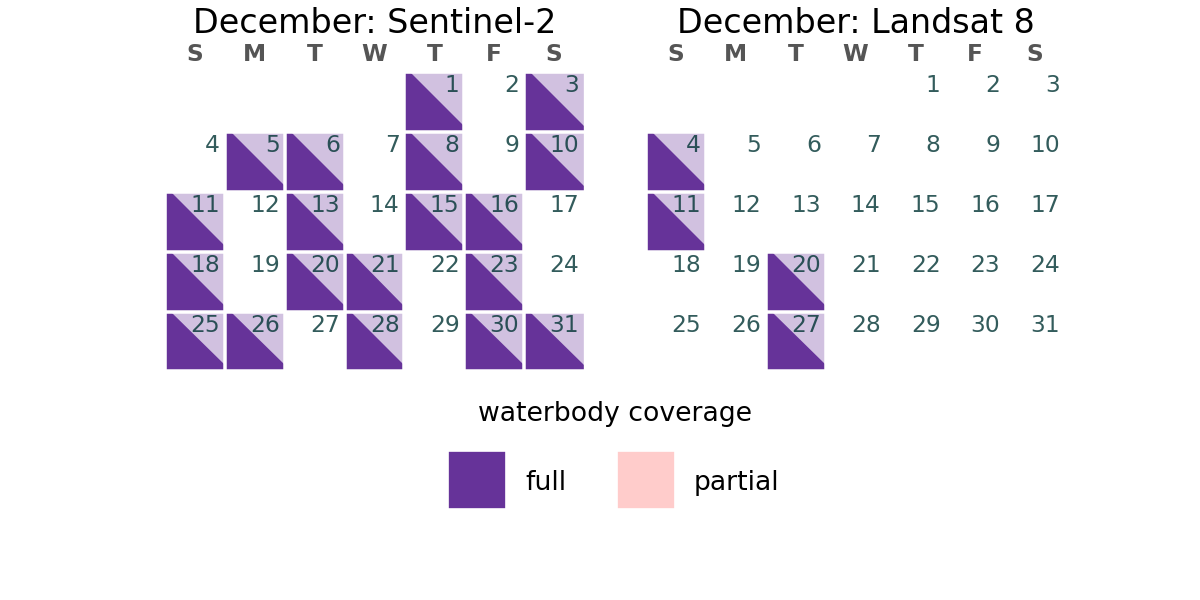 December: Sentinel-2
S M T W T F S
1 2 3
4 5 6 7 8 9 10
11 12 13 14 15 16 17
18 19 20 21 22 23 24
25 26 27 28 29 30 31
December: Landsat 8
S M T W T F S
1 2 3
4 5 6 7 8 9 10
11 12 13 14 15 16 17
18 19 20 21 22 23 24
25 26 27 28 29 30 31
waterbody coverage
full partial